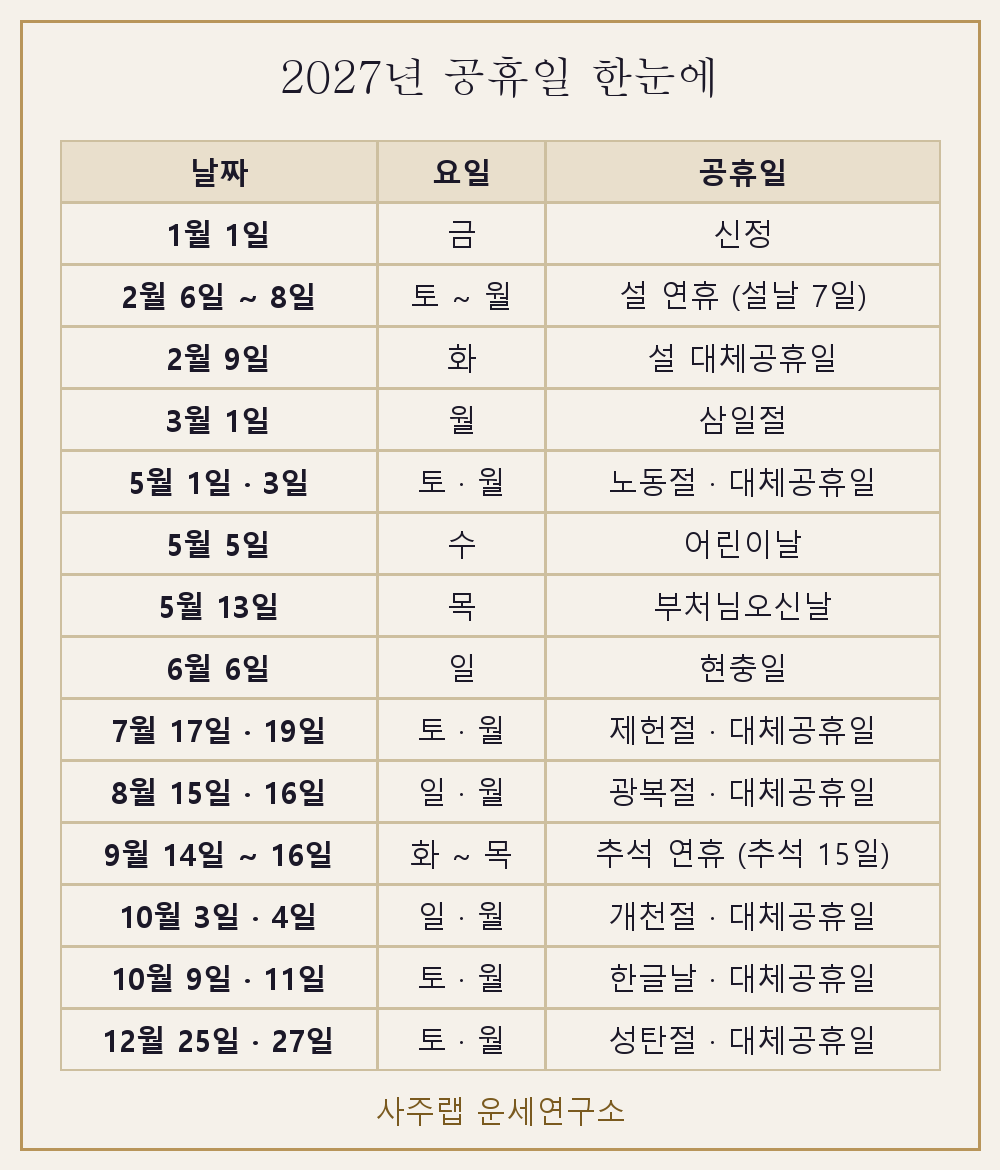 2027년 공휴일 한눈에
날짜 요일 공휴일
1월 1일 금 신정
2월 6일 ~ 8일 토 ~ 월 설 연휴 (설날 7일)
2월 9일 화 설 대체공휴일
3월 1일 월 삼일절
5월 1일 · 3일 토 · 월 노동절 · 대체공휴일
5월 5일 수 어린이날
5월 13일 목 부처님오신날
6월 6일 일 현충일
7월 17일 · 19일 토 · 월 제헌절 · 대체공휴일
8월 15일 · 16일 일 · 월 광복절 · 대체공휴일
9월 14일 ~ 16일 화 ~ 목 추석 연휴 (추석 15일)
10월 3일 · 4일 일 · 월 개천절 · 대체공휴일
10월 9일 · 11일 토 · 월 한글날 · 대체공휴일
12월 25일 · 27일 토 · 월 성탄절 · 대체공휴일
사주랩 운세연구소